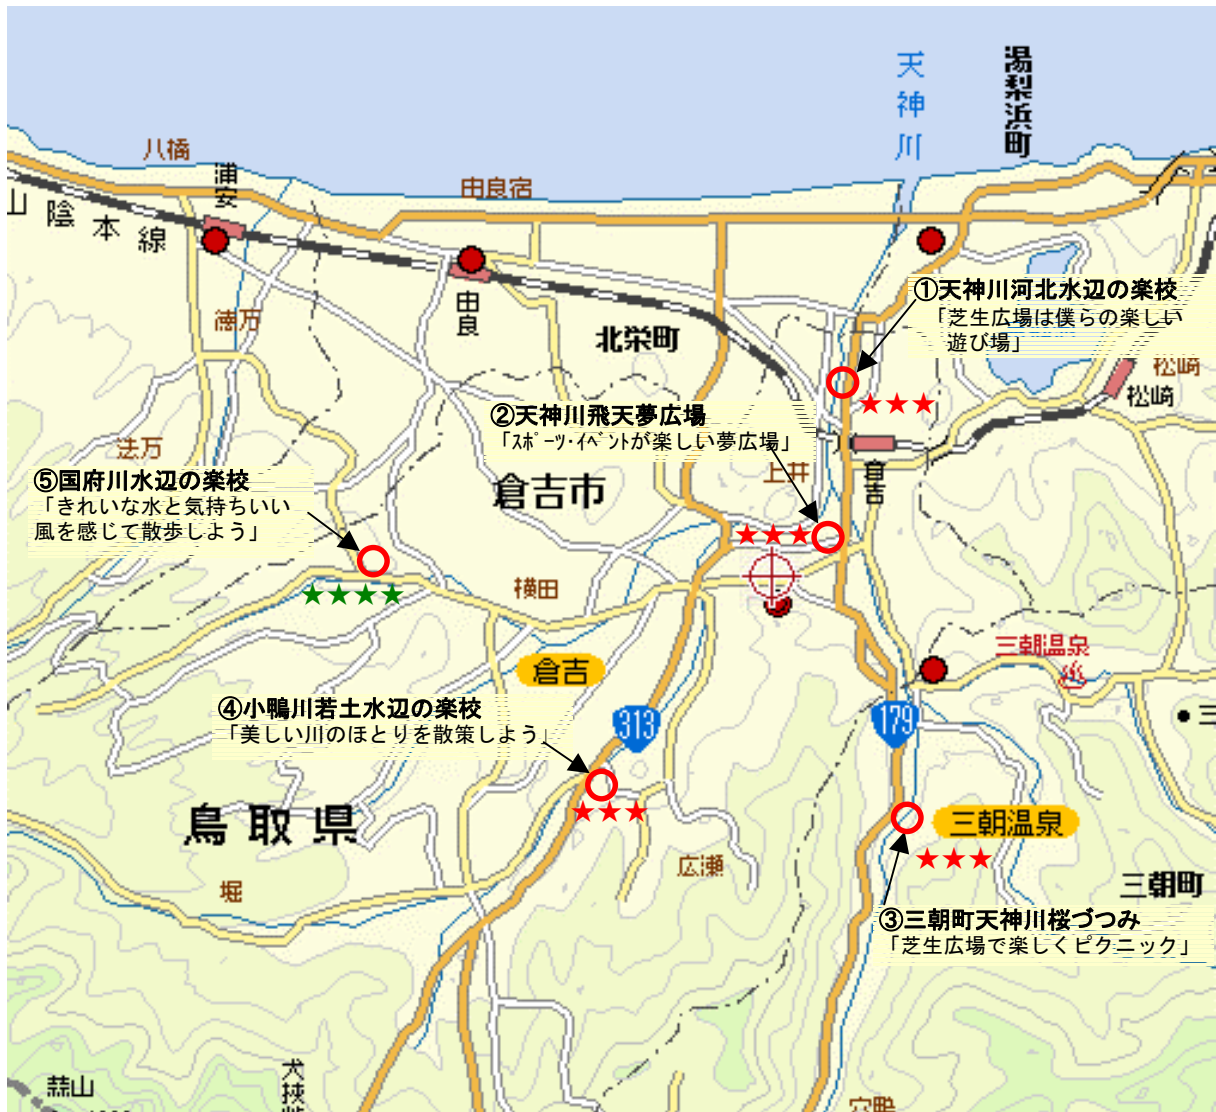 天神川
湯梨浜町
八橋
浦安
由良宿
山陰本線
①天神川河北水辺の楽校
「芝生広場は僕らの楽しい
遊び場」
徳万
由良
北栄町
松崎
松崎
★★★
②天神川飛天夢広場
「ｽﾎﾟｰﾂ・ｲﾍﾞﾝﾄが楽しい夢広場」
法万
上井
倉吉
⑤国府川水辺の楽校
「きれいな水と気持ちいい
風を感じて散歩しよう」
倉吉市
★★★
★★★★
横田
三朝温泉
倉吉
④小鴨川若土水辺の楽校
「美しい川のほとりを散策しよう」
313
179
三
★★★
鳥取県
三朝温泉
★★★
広瀬
堀
三朝町
③三朝町天神川桜づつみ
「芝生広場で楽しくピクニック」
蒜山
犬挟
穴鴨